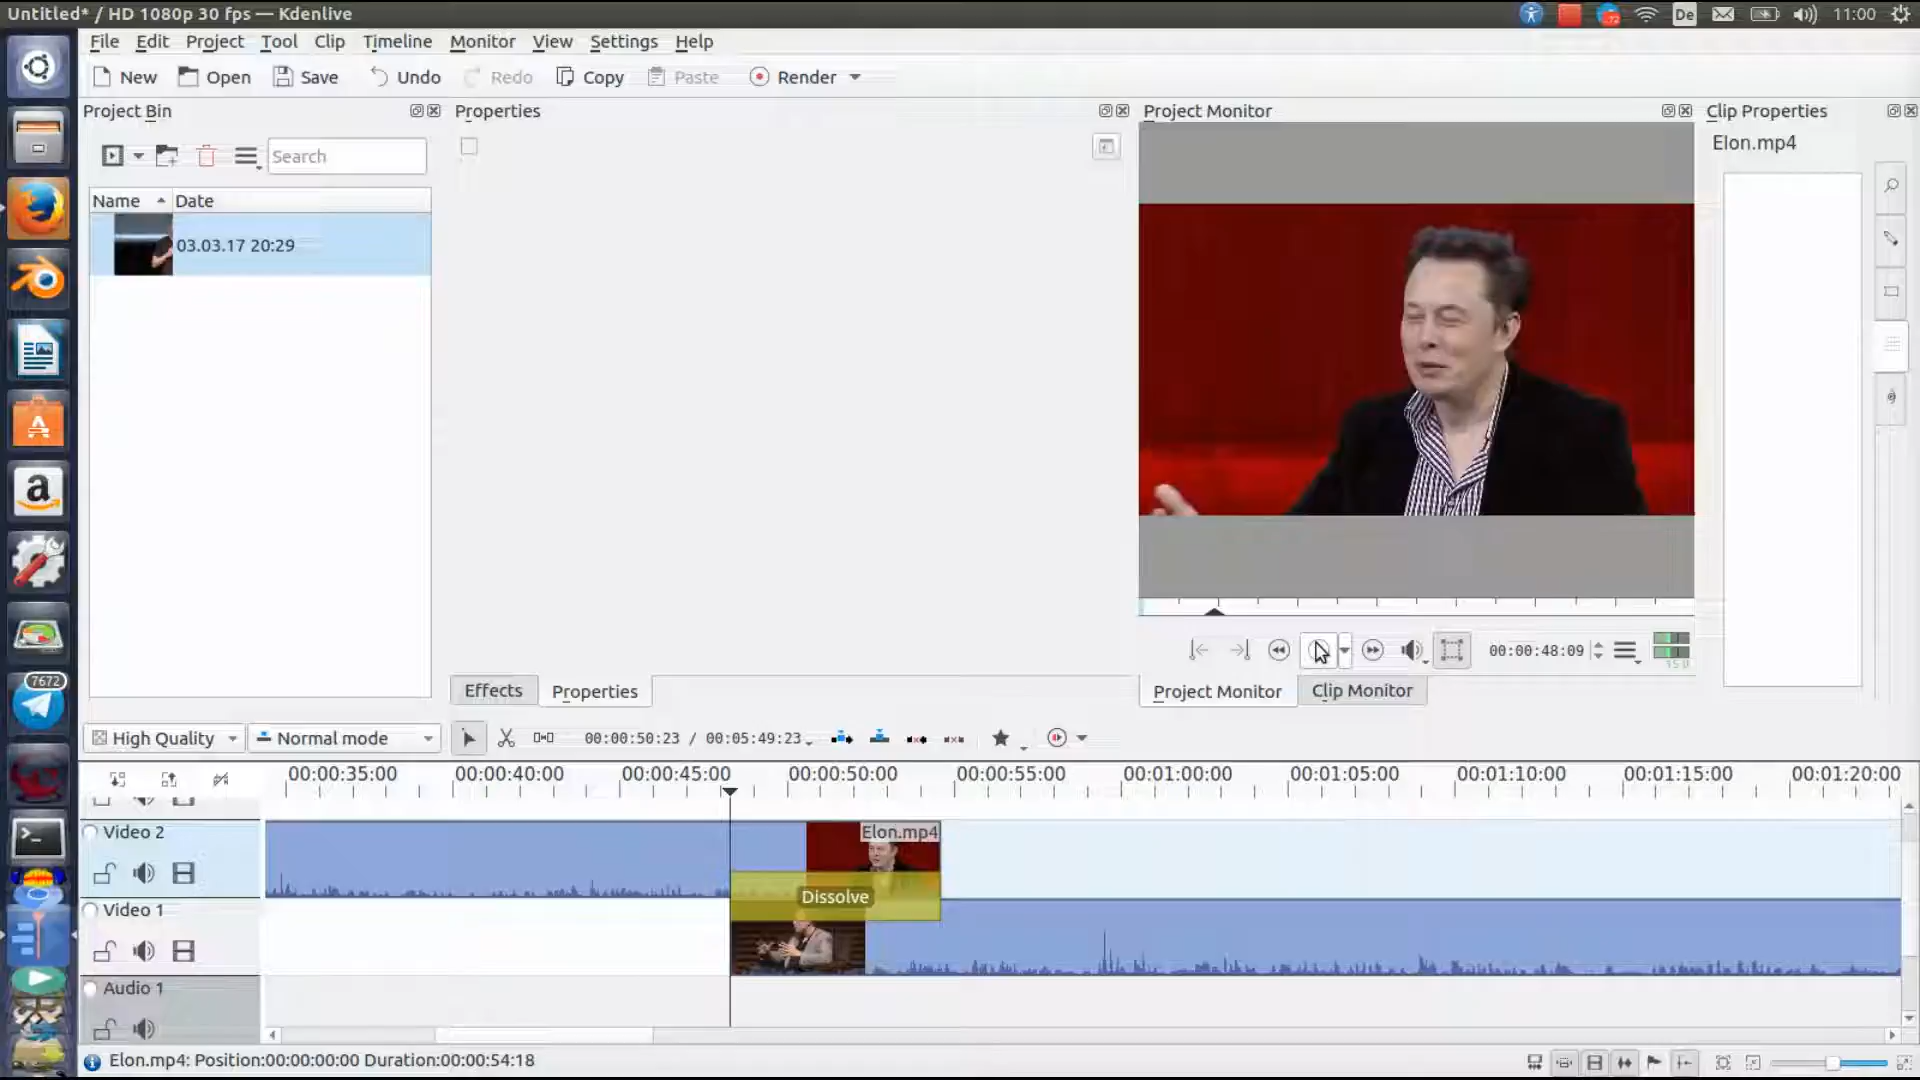 Untitled* / HD 1080p 30 fps — Kdenlive
De
11:00
File Edit Project Tool Clip Timeline Monitor View Settings Help
New Open Save Undo Redo Copy Paste Render
Project Bin
Properties
Project Monitor
Clip Properties
Elon.mp4
Search
Name Date
03.03.17 20:29
7672
Effects
Properties
Project Monitor
Clip Monitor
00:00:48:09
High Quality
Normal mode
00:00:50:23 / 00:05:49:23
00:00:35:00 00:00:40:00 00:00:45:00 00:00:50:00 00:00:55:00 00:01:00:00 00:01:05:00 00:01:10:00 00:01:15:00 00:01:20:00
Video 2
Elon.mp4
Dissolve
Video 1
Audio 1
Elon.mp4: Position:00:00:00:00 Duration:00:00:54:18